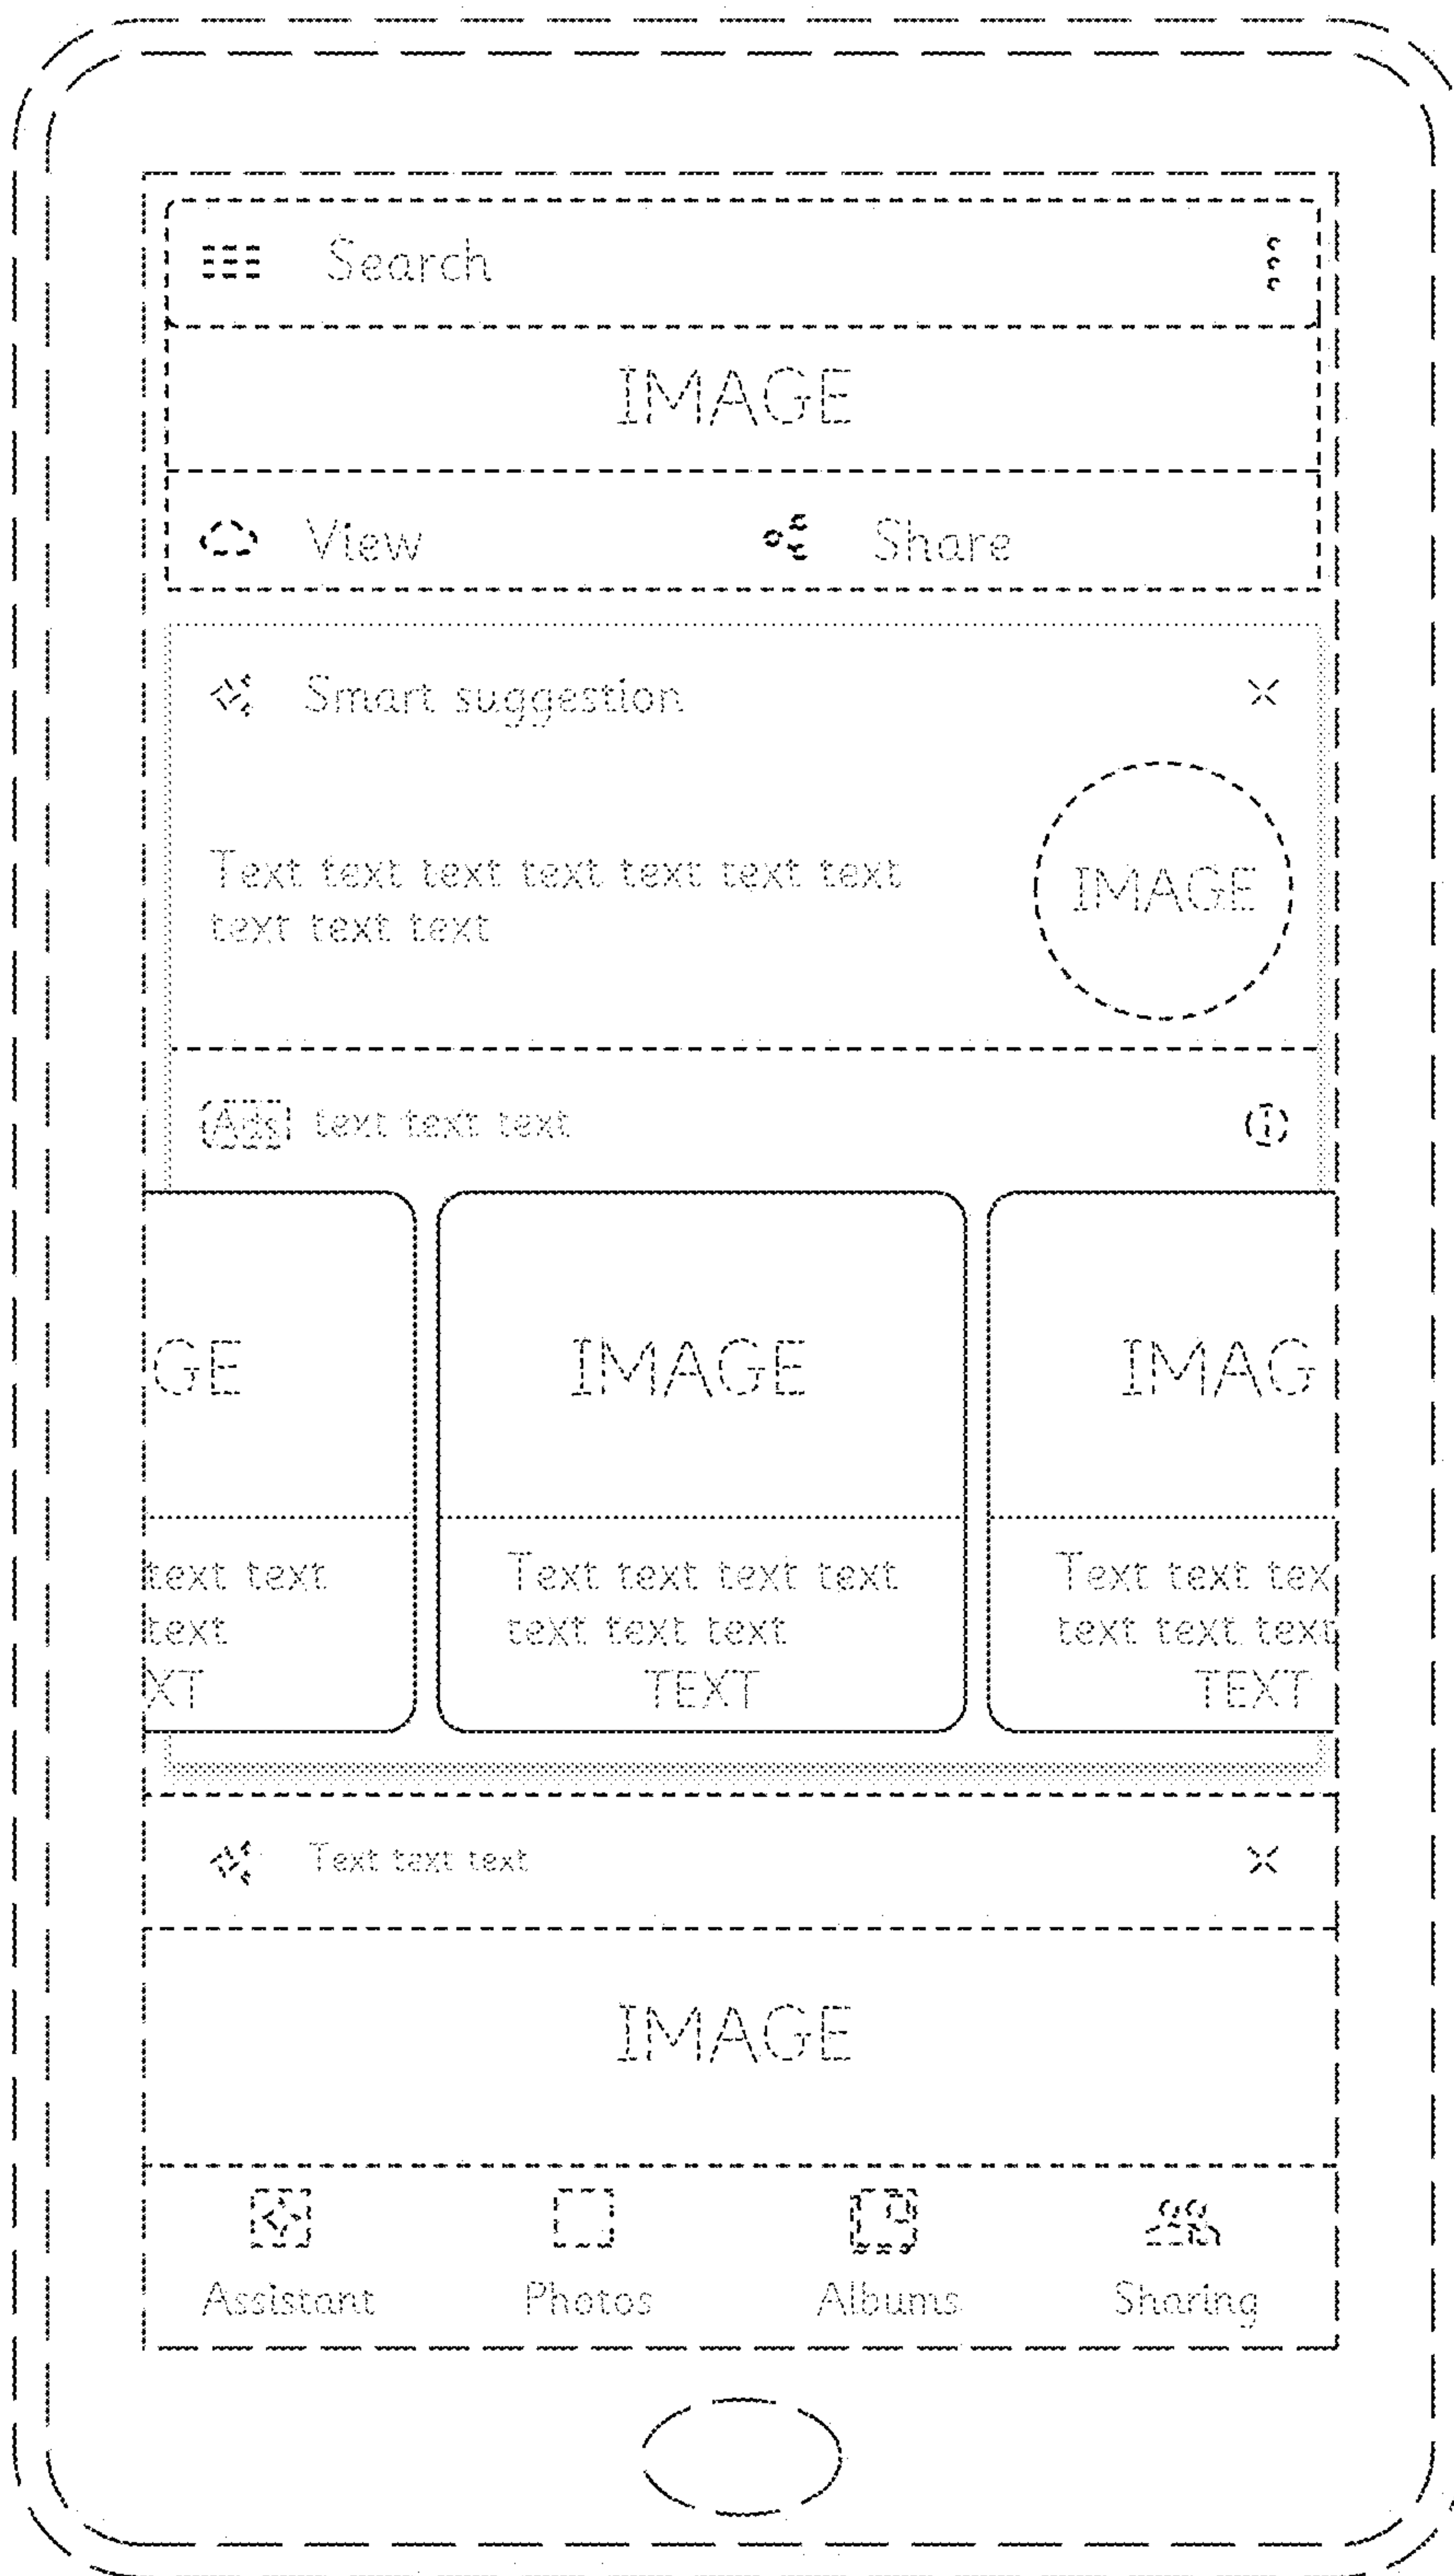 Search
IMAGE
View Share
Smart suggestion
Text text text text text text text
text text text
IMAGE
Ads text text text
GE IMAGE IMAG
text text Text text text text Text text tex
text text text text text text text
XT TEXT TEXT
Text text text
IMAGE
Assistant Photos Albums Sharing